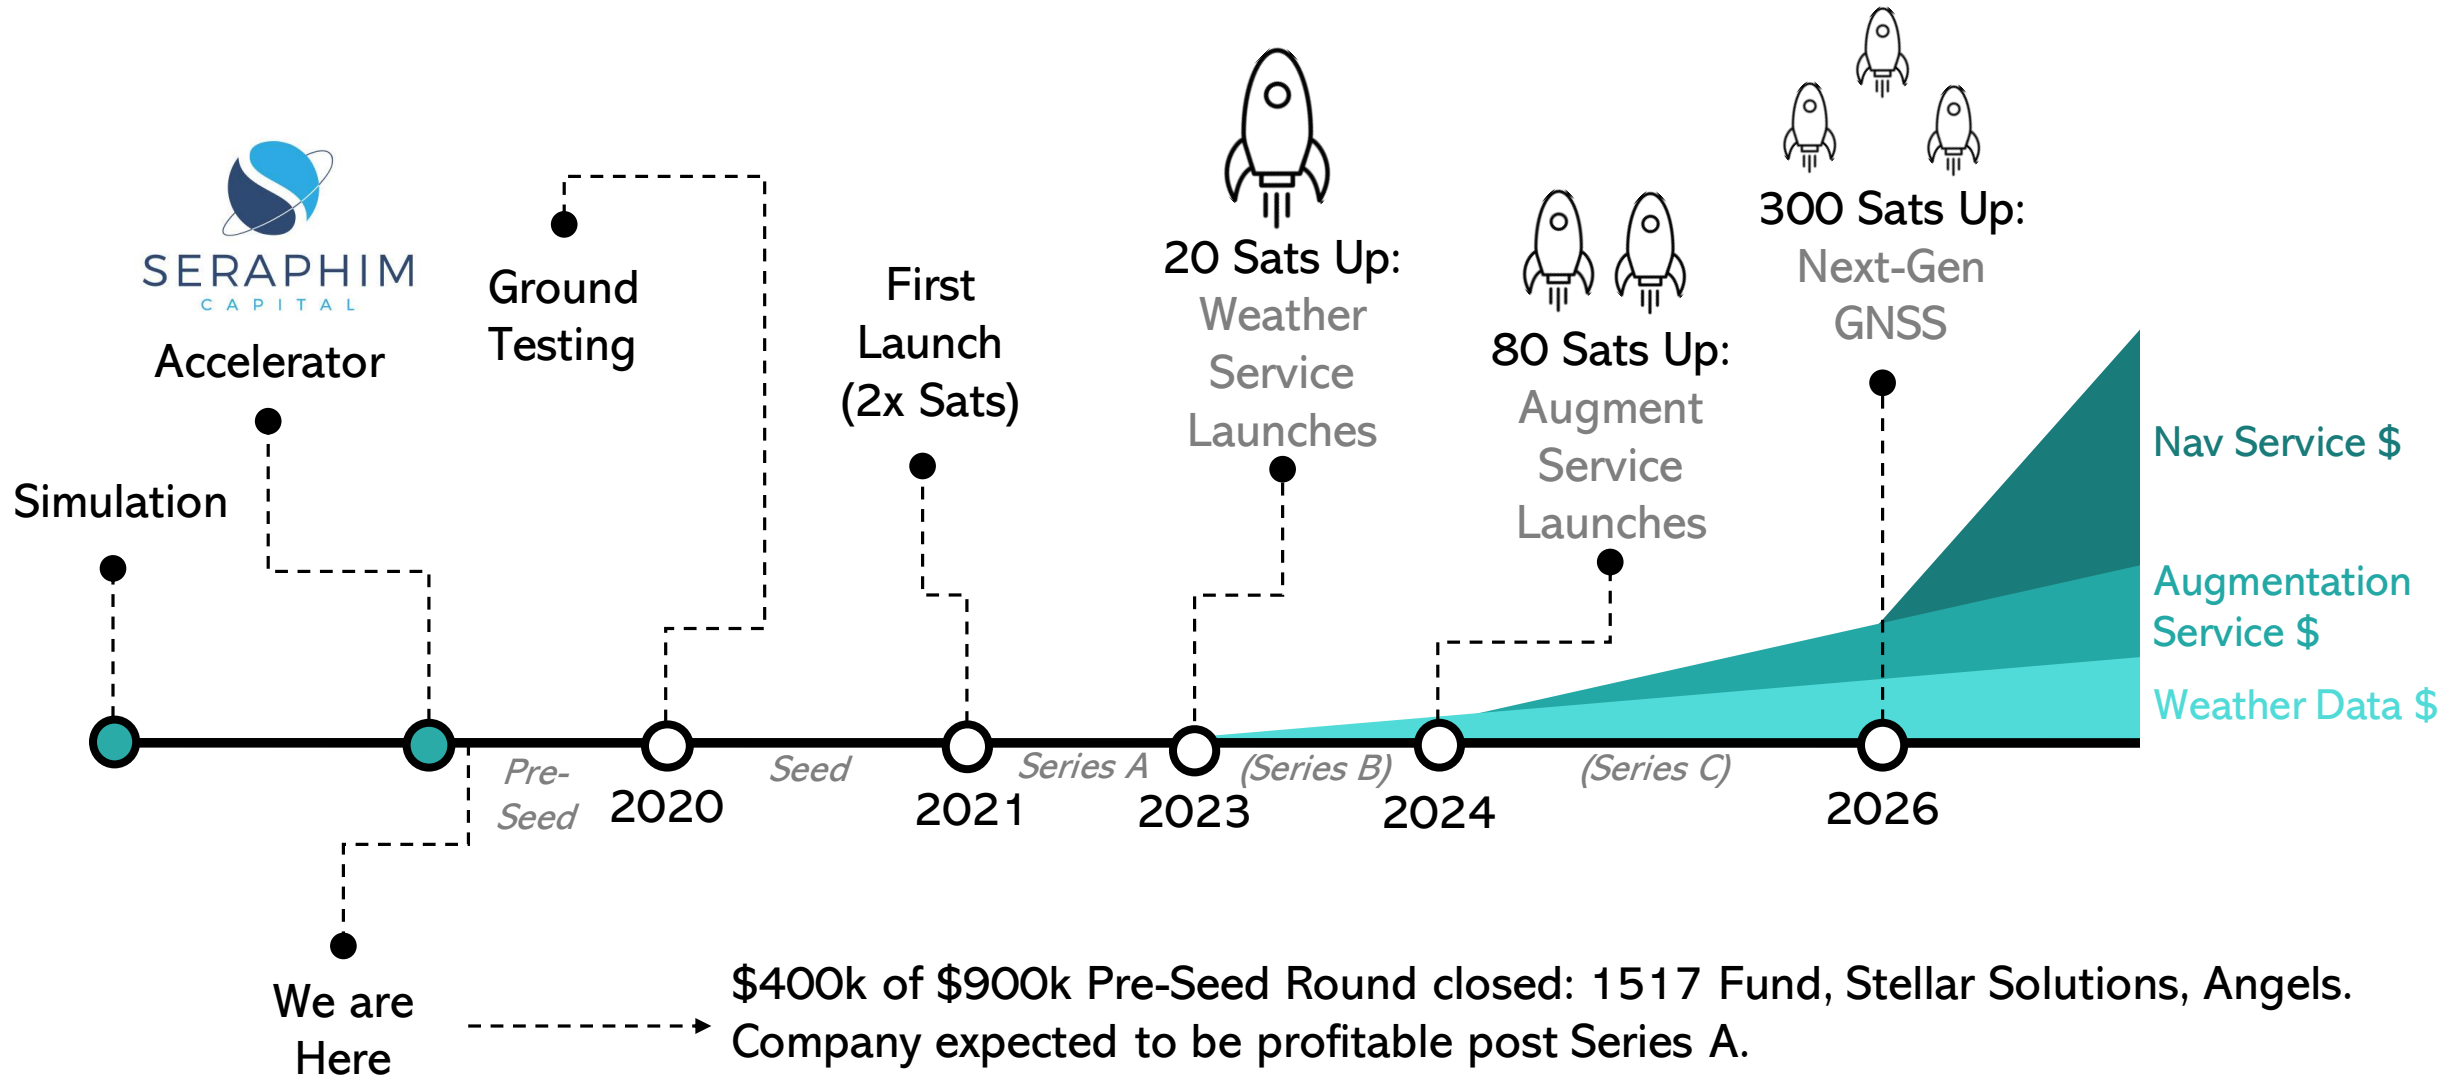 SERAPHIM
CAPITAL
Accelerator
Simulation
Ground
Testing
First
Launch
(2x Sats)
20 Sats Up:
Weather
Service
Launches
80 Sats Up:
Augment
Service
Launches
300 Sats Up:
Next-Gen
GNSS
Nav Service $
Augmentation
Service $
Weather Data $
Pre-
Seed
2020
Seed
2021
Series A
2023
(Series B)
2024
(Series C)
2026
We are
Here
$400k of $900k Pre-Seed Round closed: 1517 Fund, Stellar Solutions, Angels.
Company expected to be profitable post Series A.